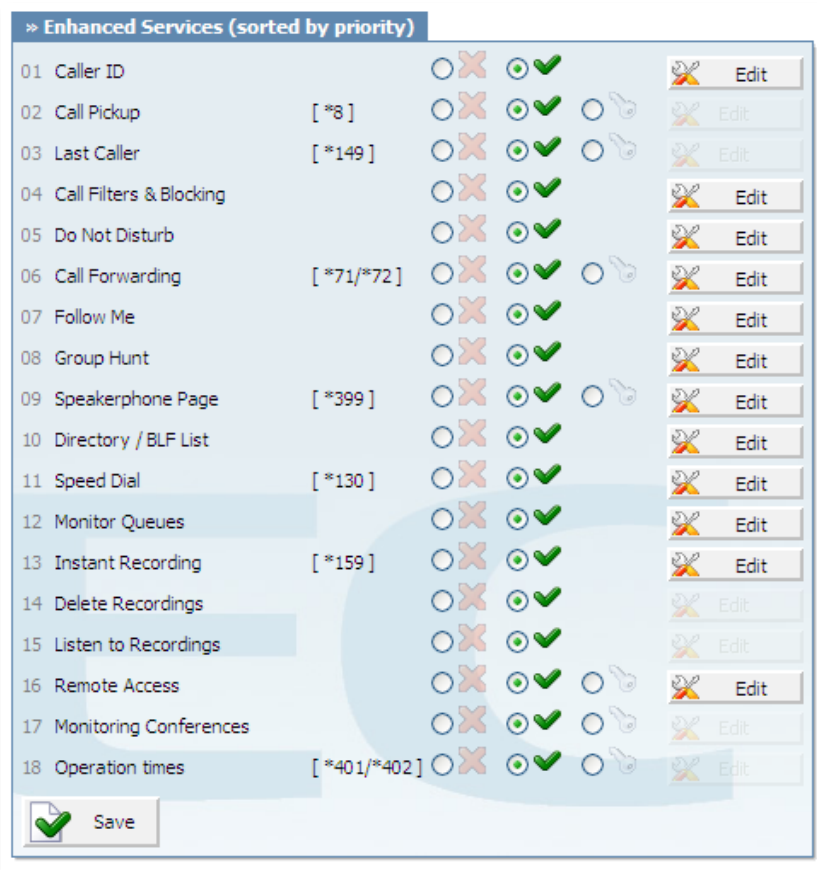 » Enhanced Services (sorted by priority)
01 Caller ID Edit
02 Call Pickup [ *8 ] Edit
03 Last Caller [ *149 ] Edit
04 Call Filters & Blocking Edit
05 Do Not Disturb Edit
06 Call Forwarding [ *71/*72 ] Edit
07 Follow Me Edit
08 Group Hunt Edit
09 Speakerphone Page [ *399 ] Edit
10 Directory / BLF List Edit
11 Speed Dial [ *130 ] Edit
12 Monitor Queues Edit
13 Instant Recording [ *159 ] Edit
14 Delete Recordings Edit
15 Listen to Recordings Edit
16 Remote Access Edit
17 Monitoring Conferences Edit
18 Operation times [ *401/*402 ] Edit
Save